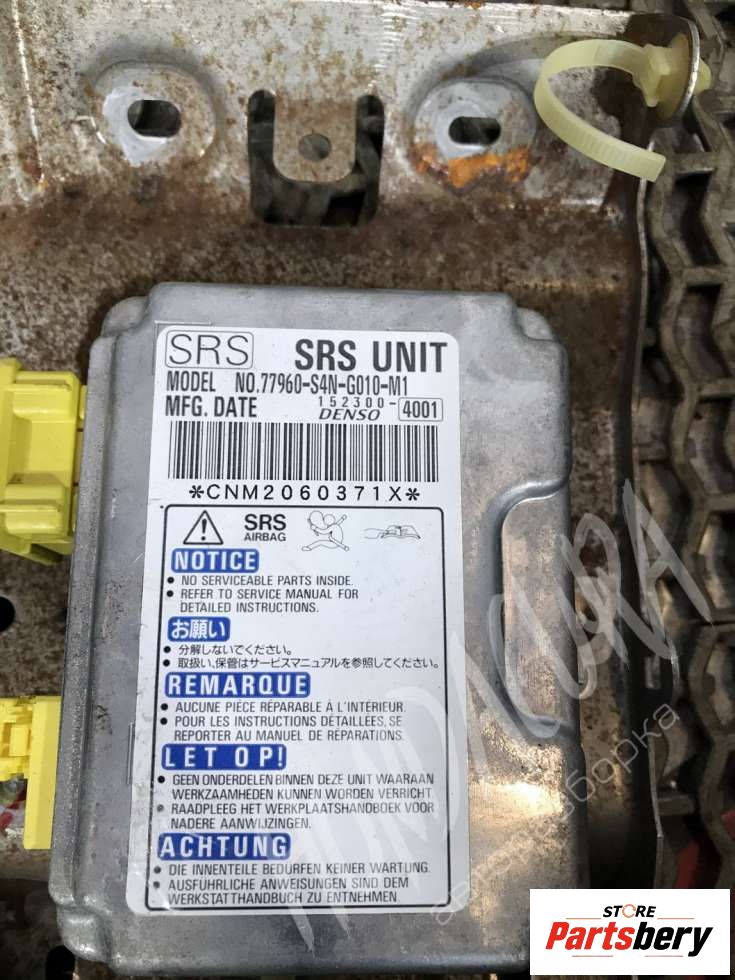 SRS SRS UNIT
MODEL NO.77960-S4N-G010-M1
MFG. DATE 152300-4001
DENSO
*CNM2060371X*
SRS
AIRBAG
NOTICE
• NO SERVICEABLE PARTS INSIDE.
• REFER TO SERVICE MANUAL FOR
DETAILED INSTRUCTIONS.
お願い
• 分解しないでください。
• 取扱い、保管はサービスマニュアルを参照してください。
REMARQUE
• AUCUNE PIÈCE RÉPARABLE À L'INTÉRIEUR.
• POUR LES INSTRUCTIONS DÉTAILLÉES, SE
REPORTER AU MANUEL DE RÉPARATIONS.
LET OP!
• GEEN ONDERDELEN BINNEN DEZE UNIT WAARAAN
WERKZAAMHEDEN KUNNEN WORDEN VERRICHT.
• RAADPLEEG HET WERKPLAATSHANDBOEK VOOR
NADERE AANWIJZINGEN.
ACHTUNG
• DIE INNENTEILE BEDÜRFEN KEINER WARTUNG.
• AUSFÜHRLICHE ANWEISUNGEN SIND DEM
WERKSTATTHANDBUCH ZU ENTNEHMEN.
авторазборка
STORE
Partsbery